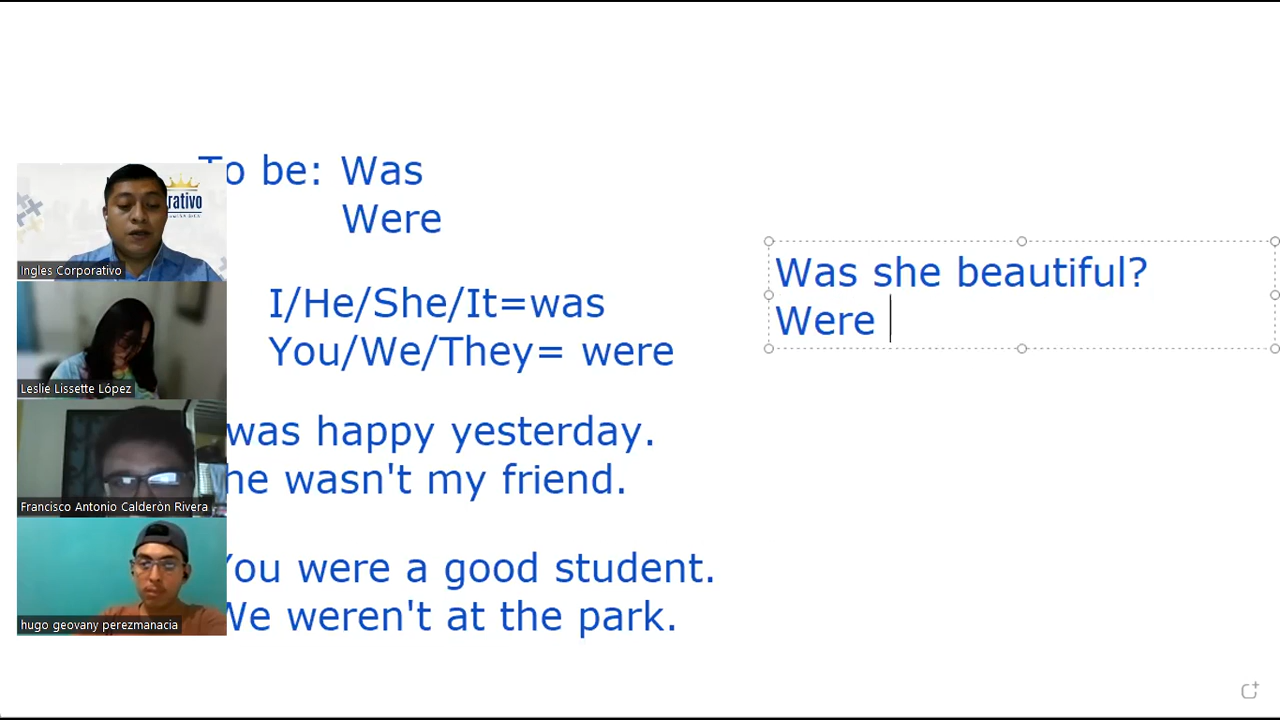 To be: Was
Were
I/He/She/It=was
You/We/They= were
was happy yesterday.
he wasn't my friend.
You were a good student.
We weren't at the park.
Was she beautiful?
Were
rativo
Ingles Corporativo
Leslie Lissette López
Francisco Antonio Calderòn Rivera
hugo geovany perezmanacia